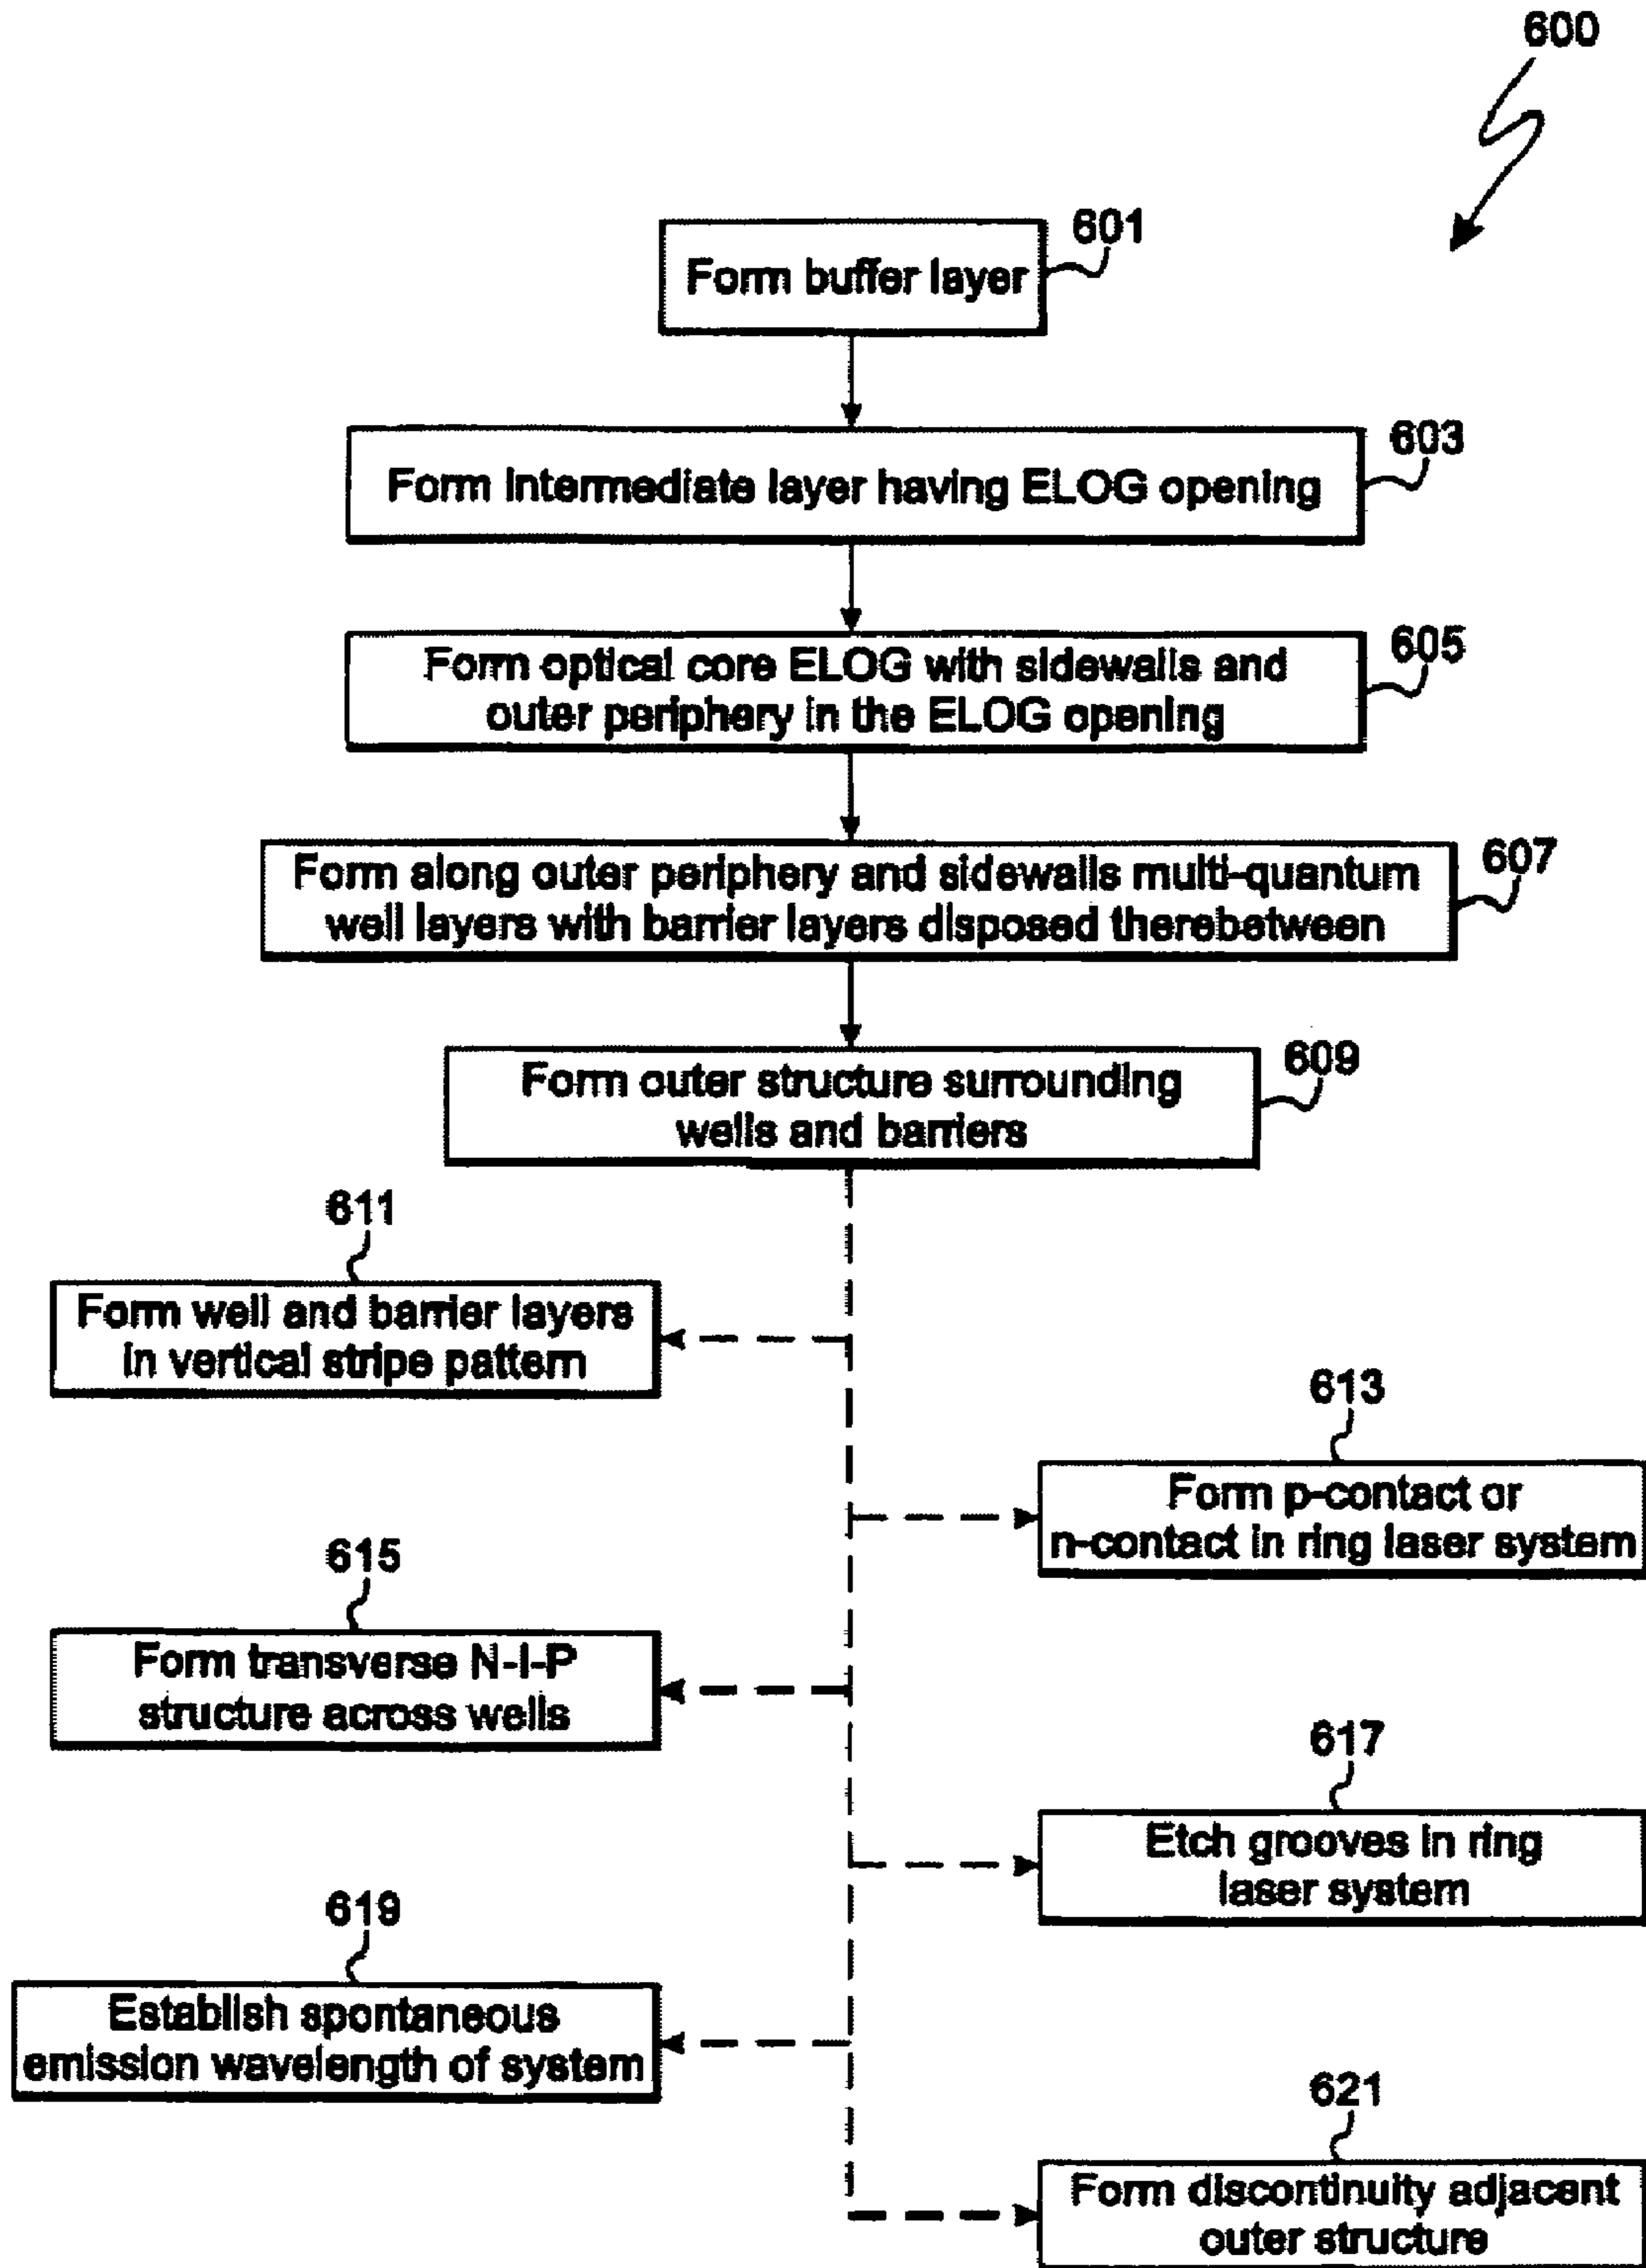 600
601
Form buffer layer
603
Form intermediate layer having ELOG opening
605
Form optical core ELOG with sidewalls and
outer periphery in the ELOG opening
607
Form along outer periphery and sidewalls multi-quantum
well layers with barrier layers disposed therebetween
609
Form outer structure surrounding
wells and barriers
611
Form well and barrier layers
in vertical stripe pattern
613
Form p-contact or
n-contact in ring laser system
615
Form transverse N-I-P
structure across wells
617
Etch grooves in ring
laser system
619
Establish spontaneous
emission wavelength of system
621
Form discontinuity adjacent
outer structure